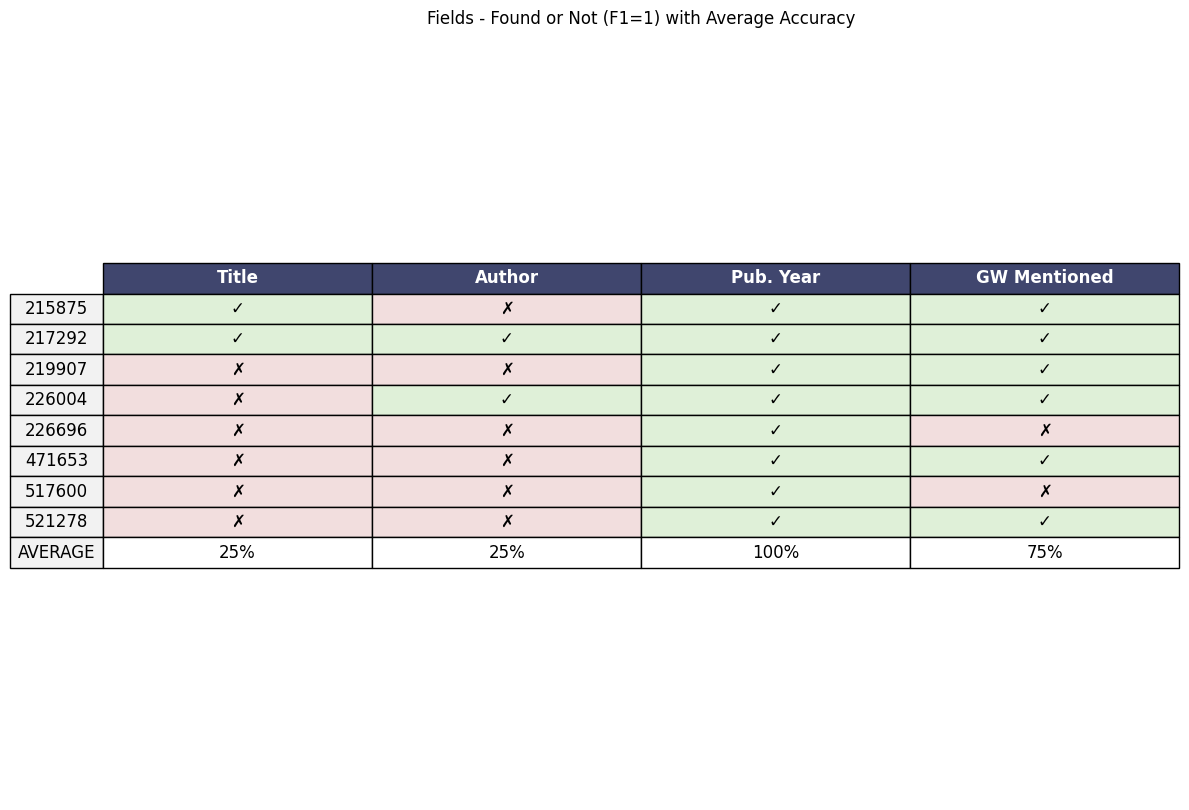 Fields - Found or Not (F1=1) with Average Accuracy
Title Author Pub. Year GW Mentioned
215875 ✓ ✗ ✓ ✓
217292 ✓ ✓ ✓ ✓
219907 ✗ ✗ ✓ ✓
226004 ✗ ✓ ✓ ✓
226696 ✗ ✗ ✓ ✗
471653 ✗ ✗ ✓ ✓
517600 ✗ ✗ ✓ ✗
521278 ✗ ✗ ✓ ✓
AVERAGE 25% 25% 100% 75%